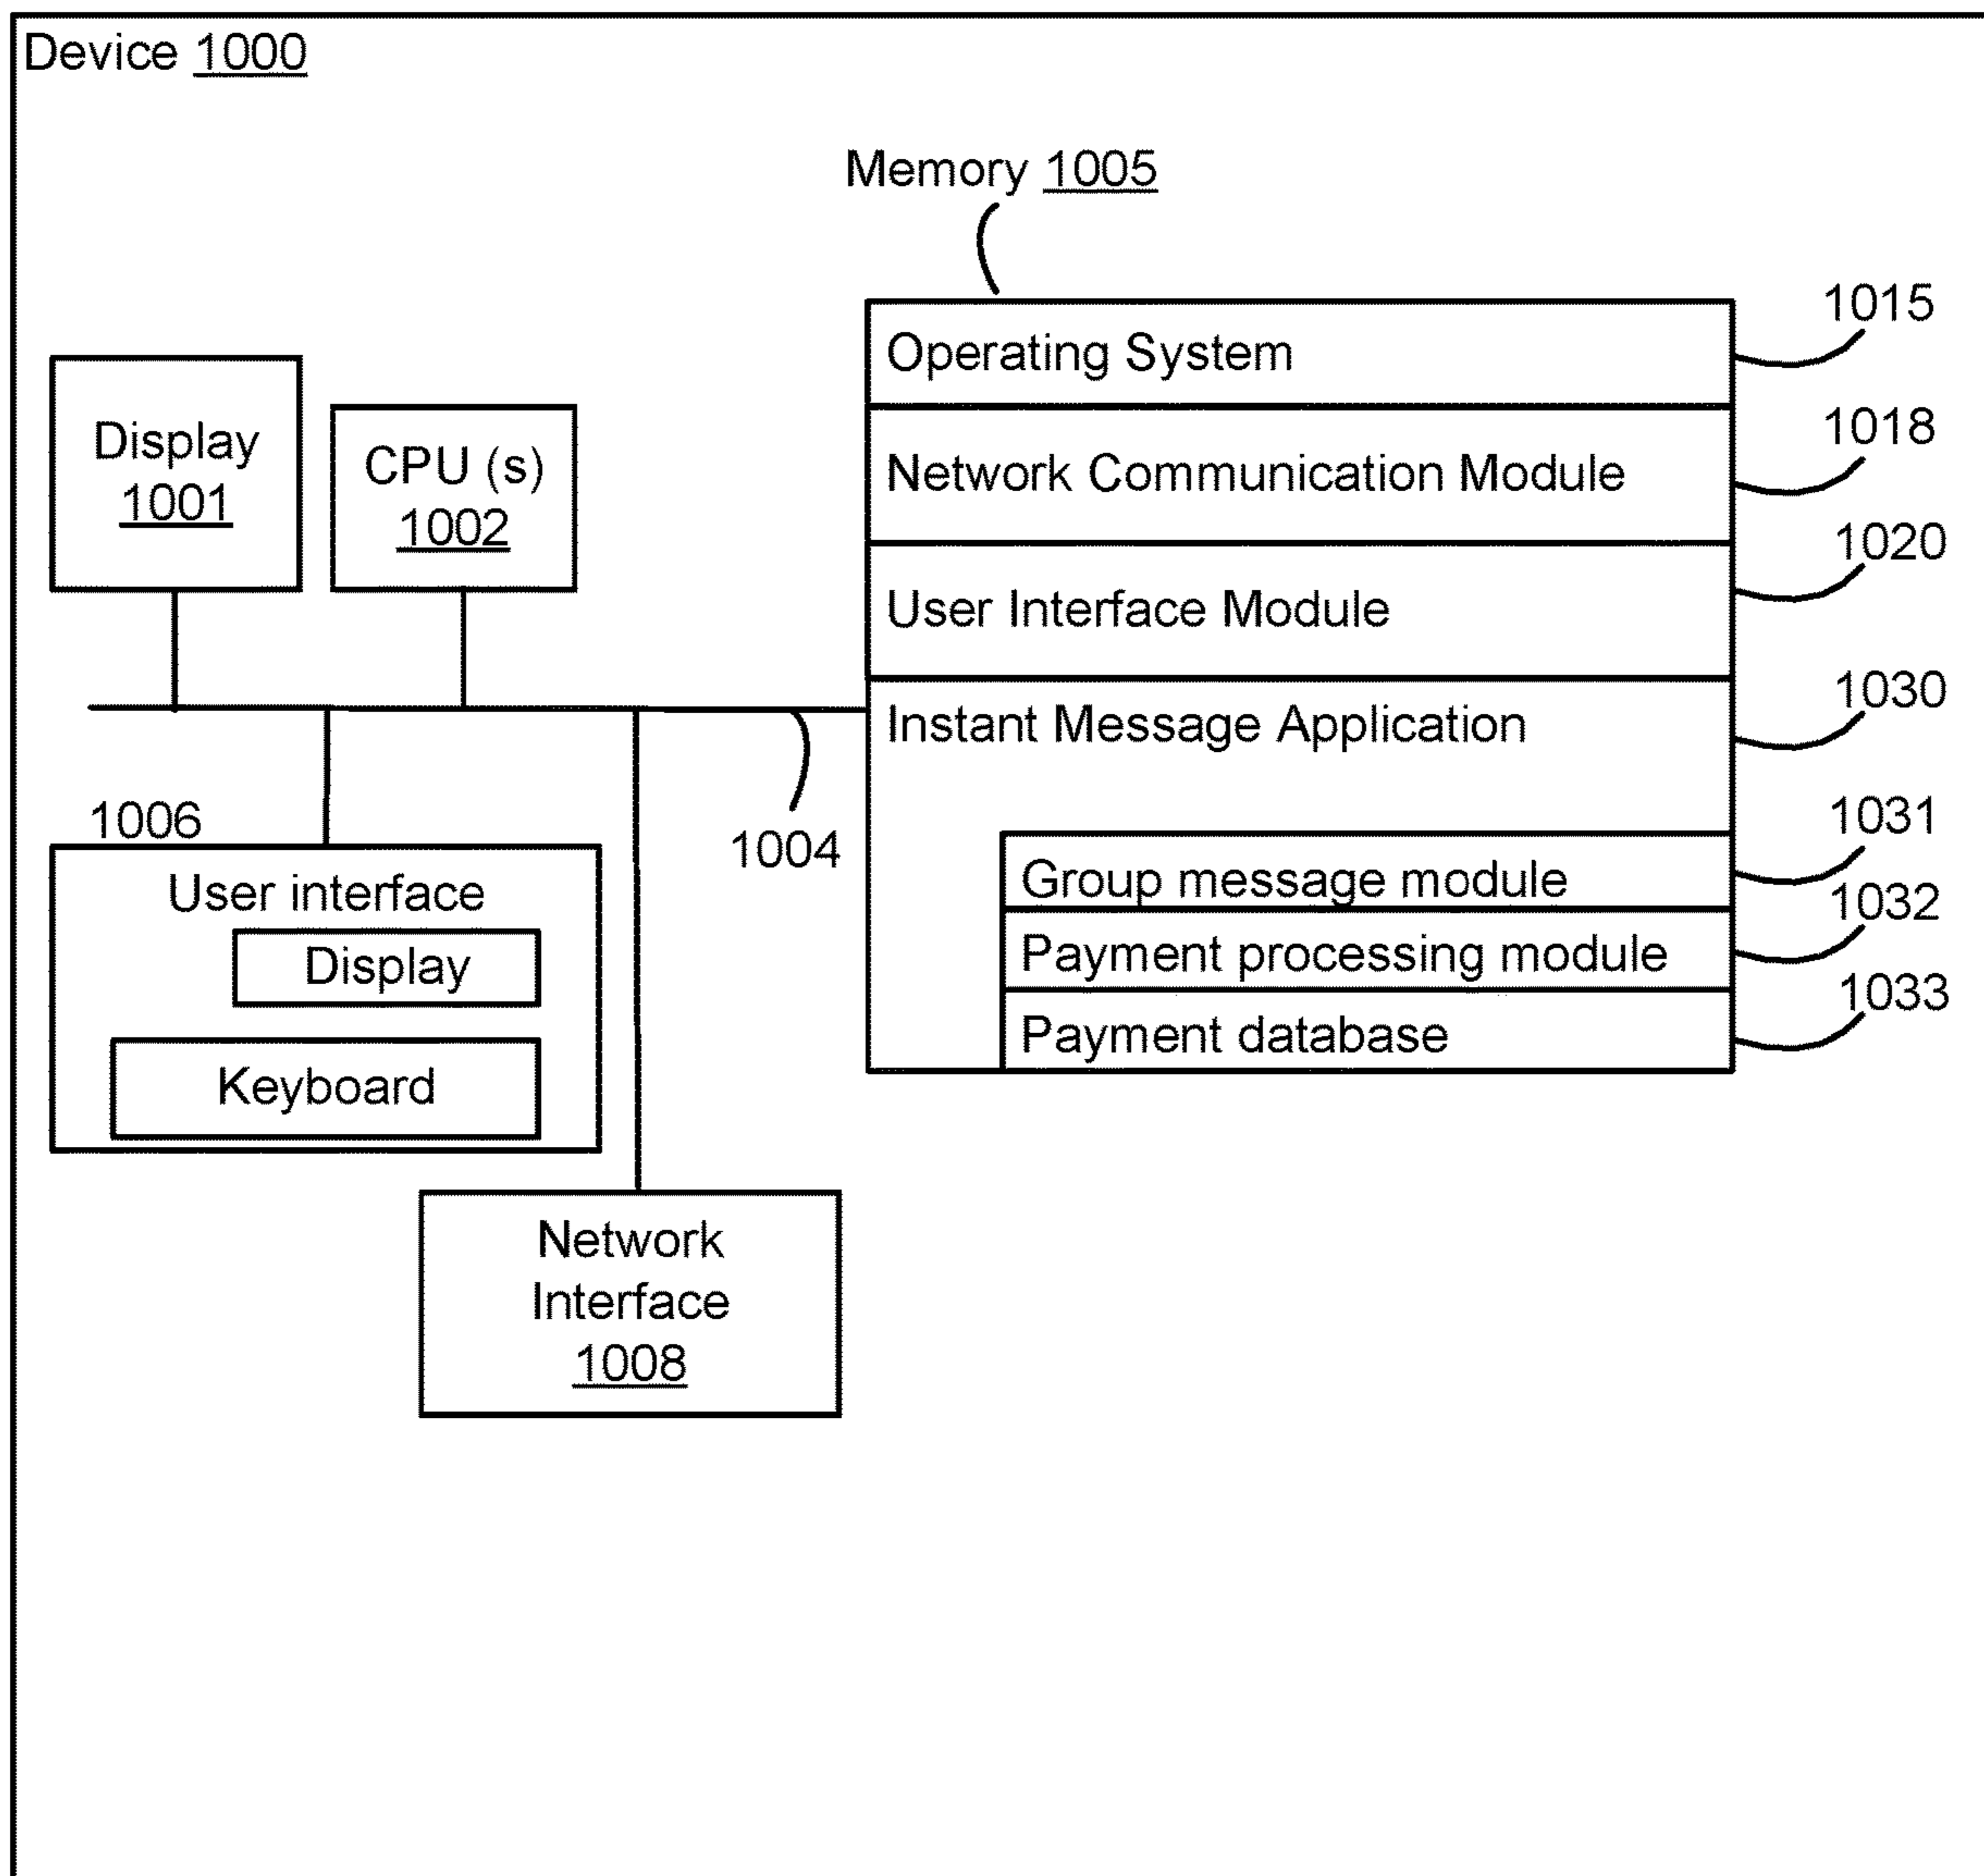 Device 1000
Memory 1005
Operating System
1015
Network Communication Module
1018
User Interface Module
1020
Instant Message Application
1030
Group message module
1031
Payment processing module
1032
Payment database
1033
Display
1001
CPU (s)
1002
1004
1006
User interface
Display
Keyboard
Network
Interface
1008